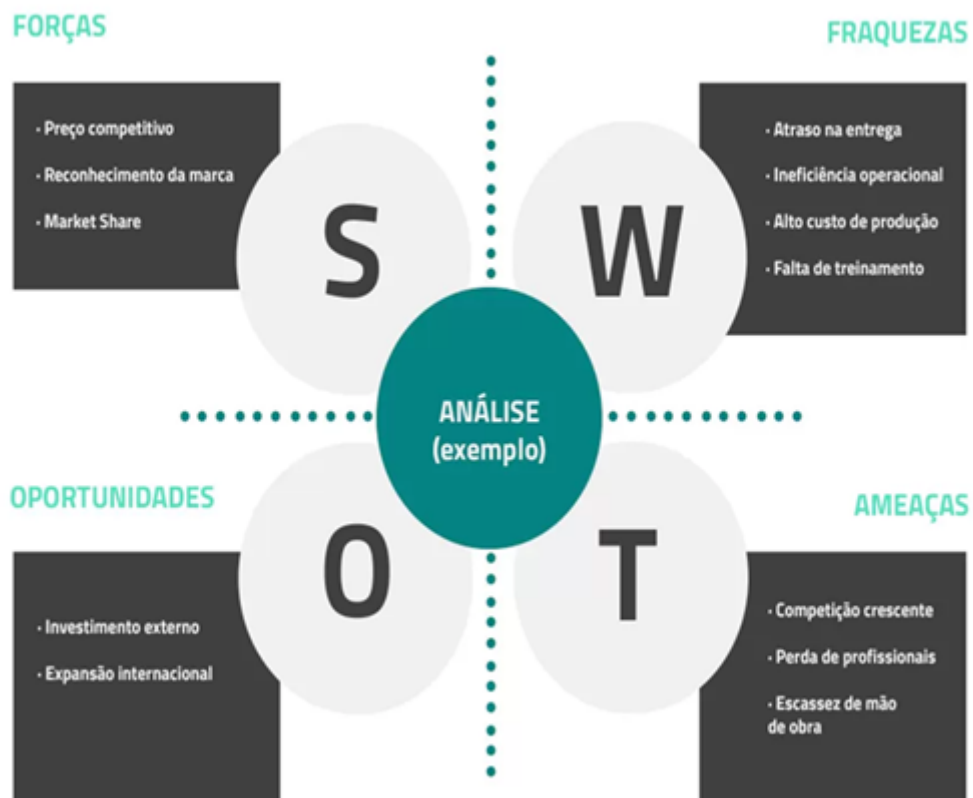 FORÇAS
· Preço competitivo
· Reconhecimento da marca
· Market Share
S
FRAQUEZAS
· Atraso na entrega
· Ineficiência operacional
· Alto custo de produção
· Falta de treinamento
W
ANÁLISE
(exemplo)
OPORTUNIDADES
· Investimento externo
· Expansão internacional
O
AMEAÇAS
· Competição crescente
· Perda de profissionais
· Escassez de mão
de obra
T